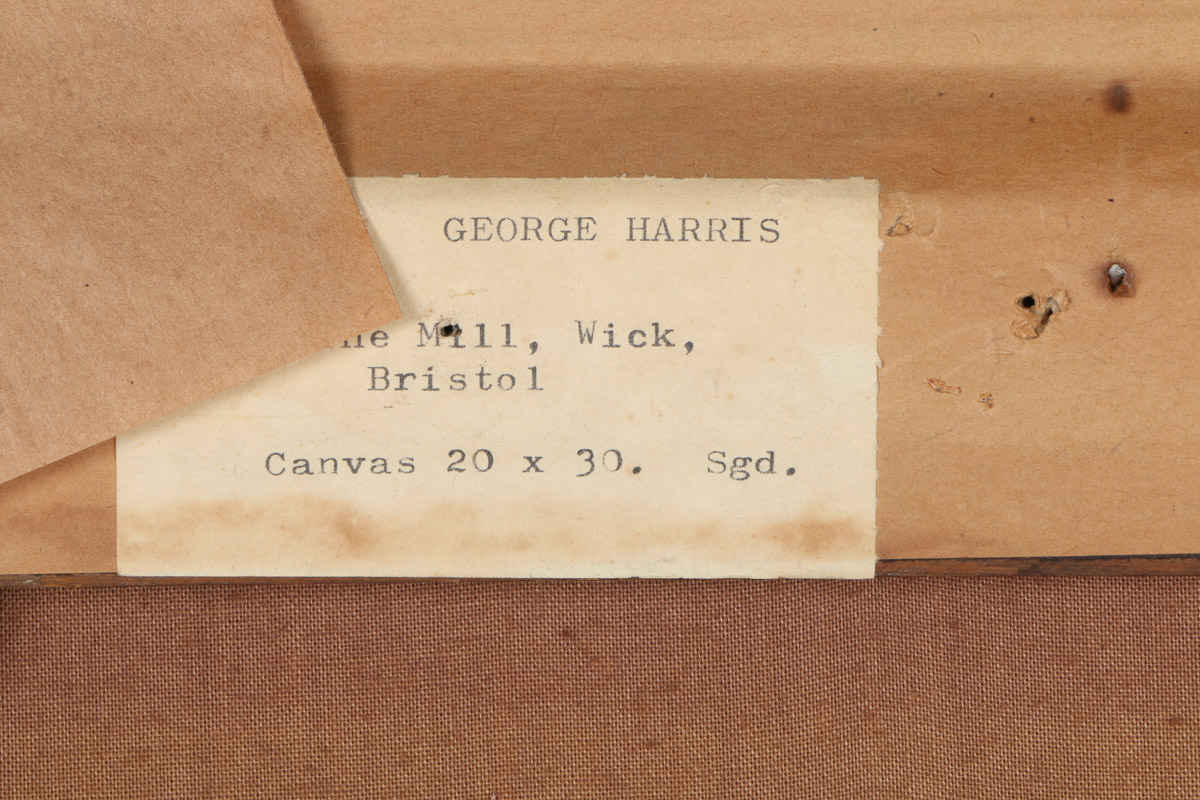 GEORGE HARRIS
he Mill, Wick,
Bristol
Canvas 20 x 30. Sgd.